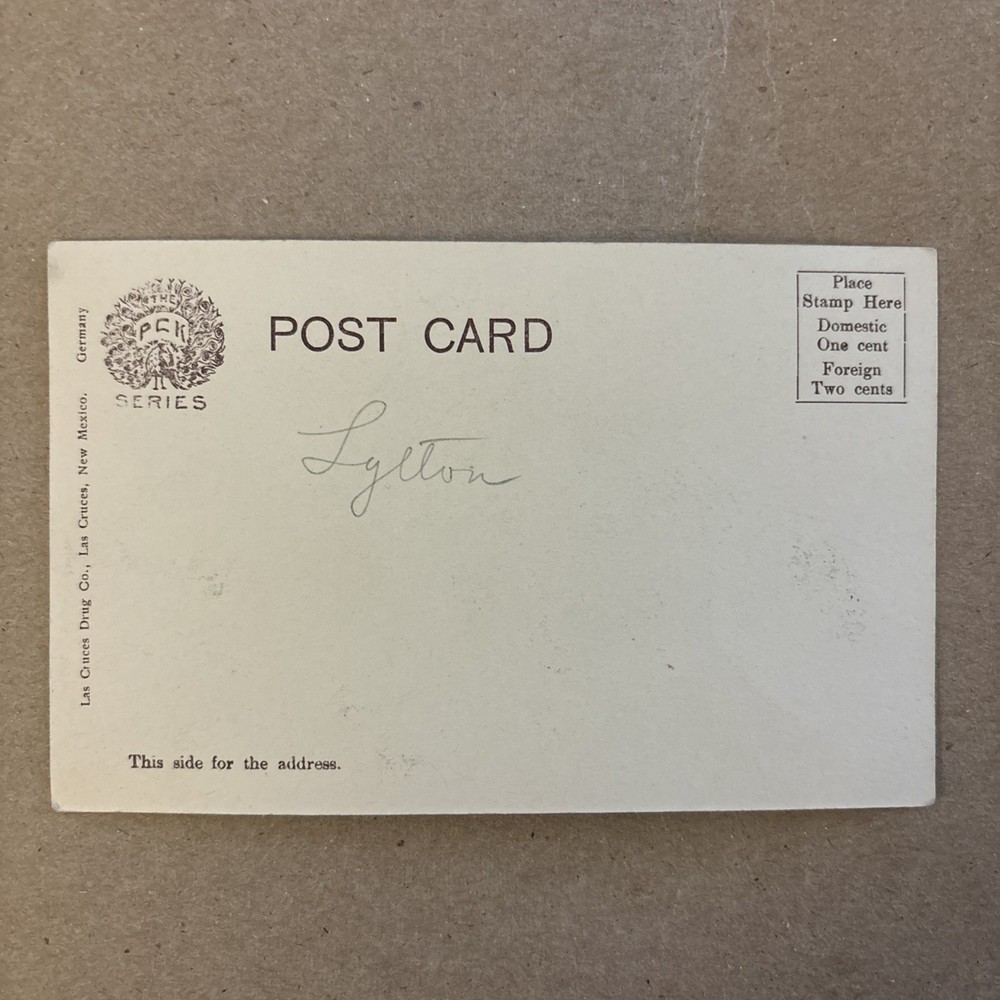 THE
PCK
SERIES
POST CARD
Place
Stamp Here
Domestic
One cent
Foreign
Two cents
Lytton
Las Cruces Drug Co., Las Cruces, New Mexico. Germany
This side for the address.